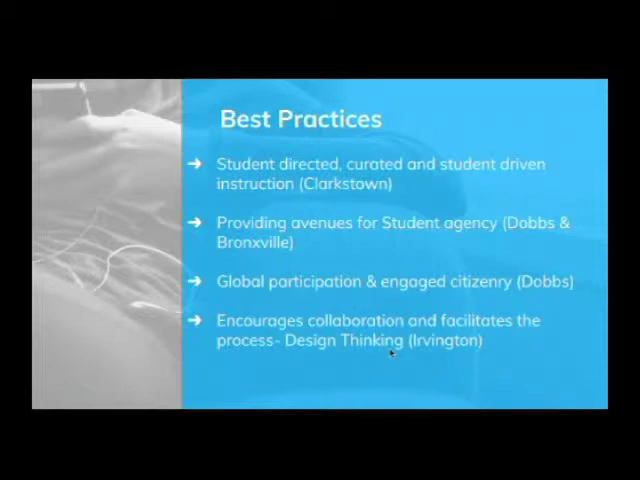 Best Practices
➔ Student directed, curated and student driven
instruction (Clarkstown)
➔ Providing avenues for Student agency (Dobbs &
Bronxville)
➔ Global participation & engaged citizenry (Dobbs)
➔ Encourages collaboration and facilitates the
process- Design Thinking (Irvington)